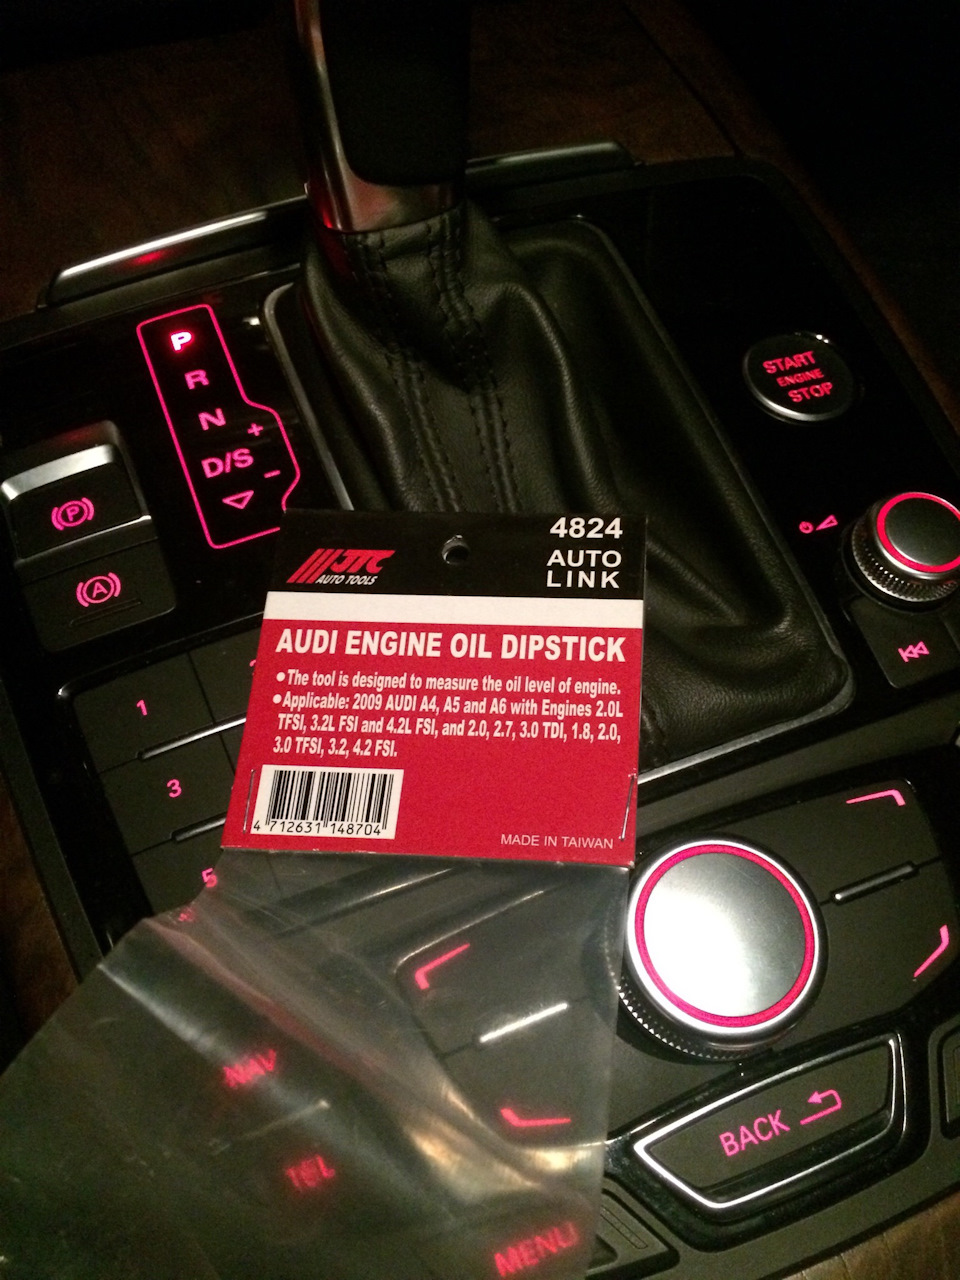 P
R
N
+
D/S
−
START
ENGINE
STOP
(P)
(A)
4824
JTC
AUTO TOOLS
AUTO
LINK
AUDI ENGINE OIL DIPSTICK
•The tool is designed to measure the oil level of engine.
•Applicable: 2009 AUDI A4, A5 and A6 with Engines 2.0L
TFSI, 3.2L FSI and 4.2L FSI, and 2.0, 2.7, 3.0 TDI, 1.8, 2.0,
3.0 TFSI, 3.2, 4.2 FSI.
4 712631 148704
MADE IN TAIWAN
1
3
5
NAV
TEL
BACK
MENU